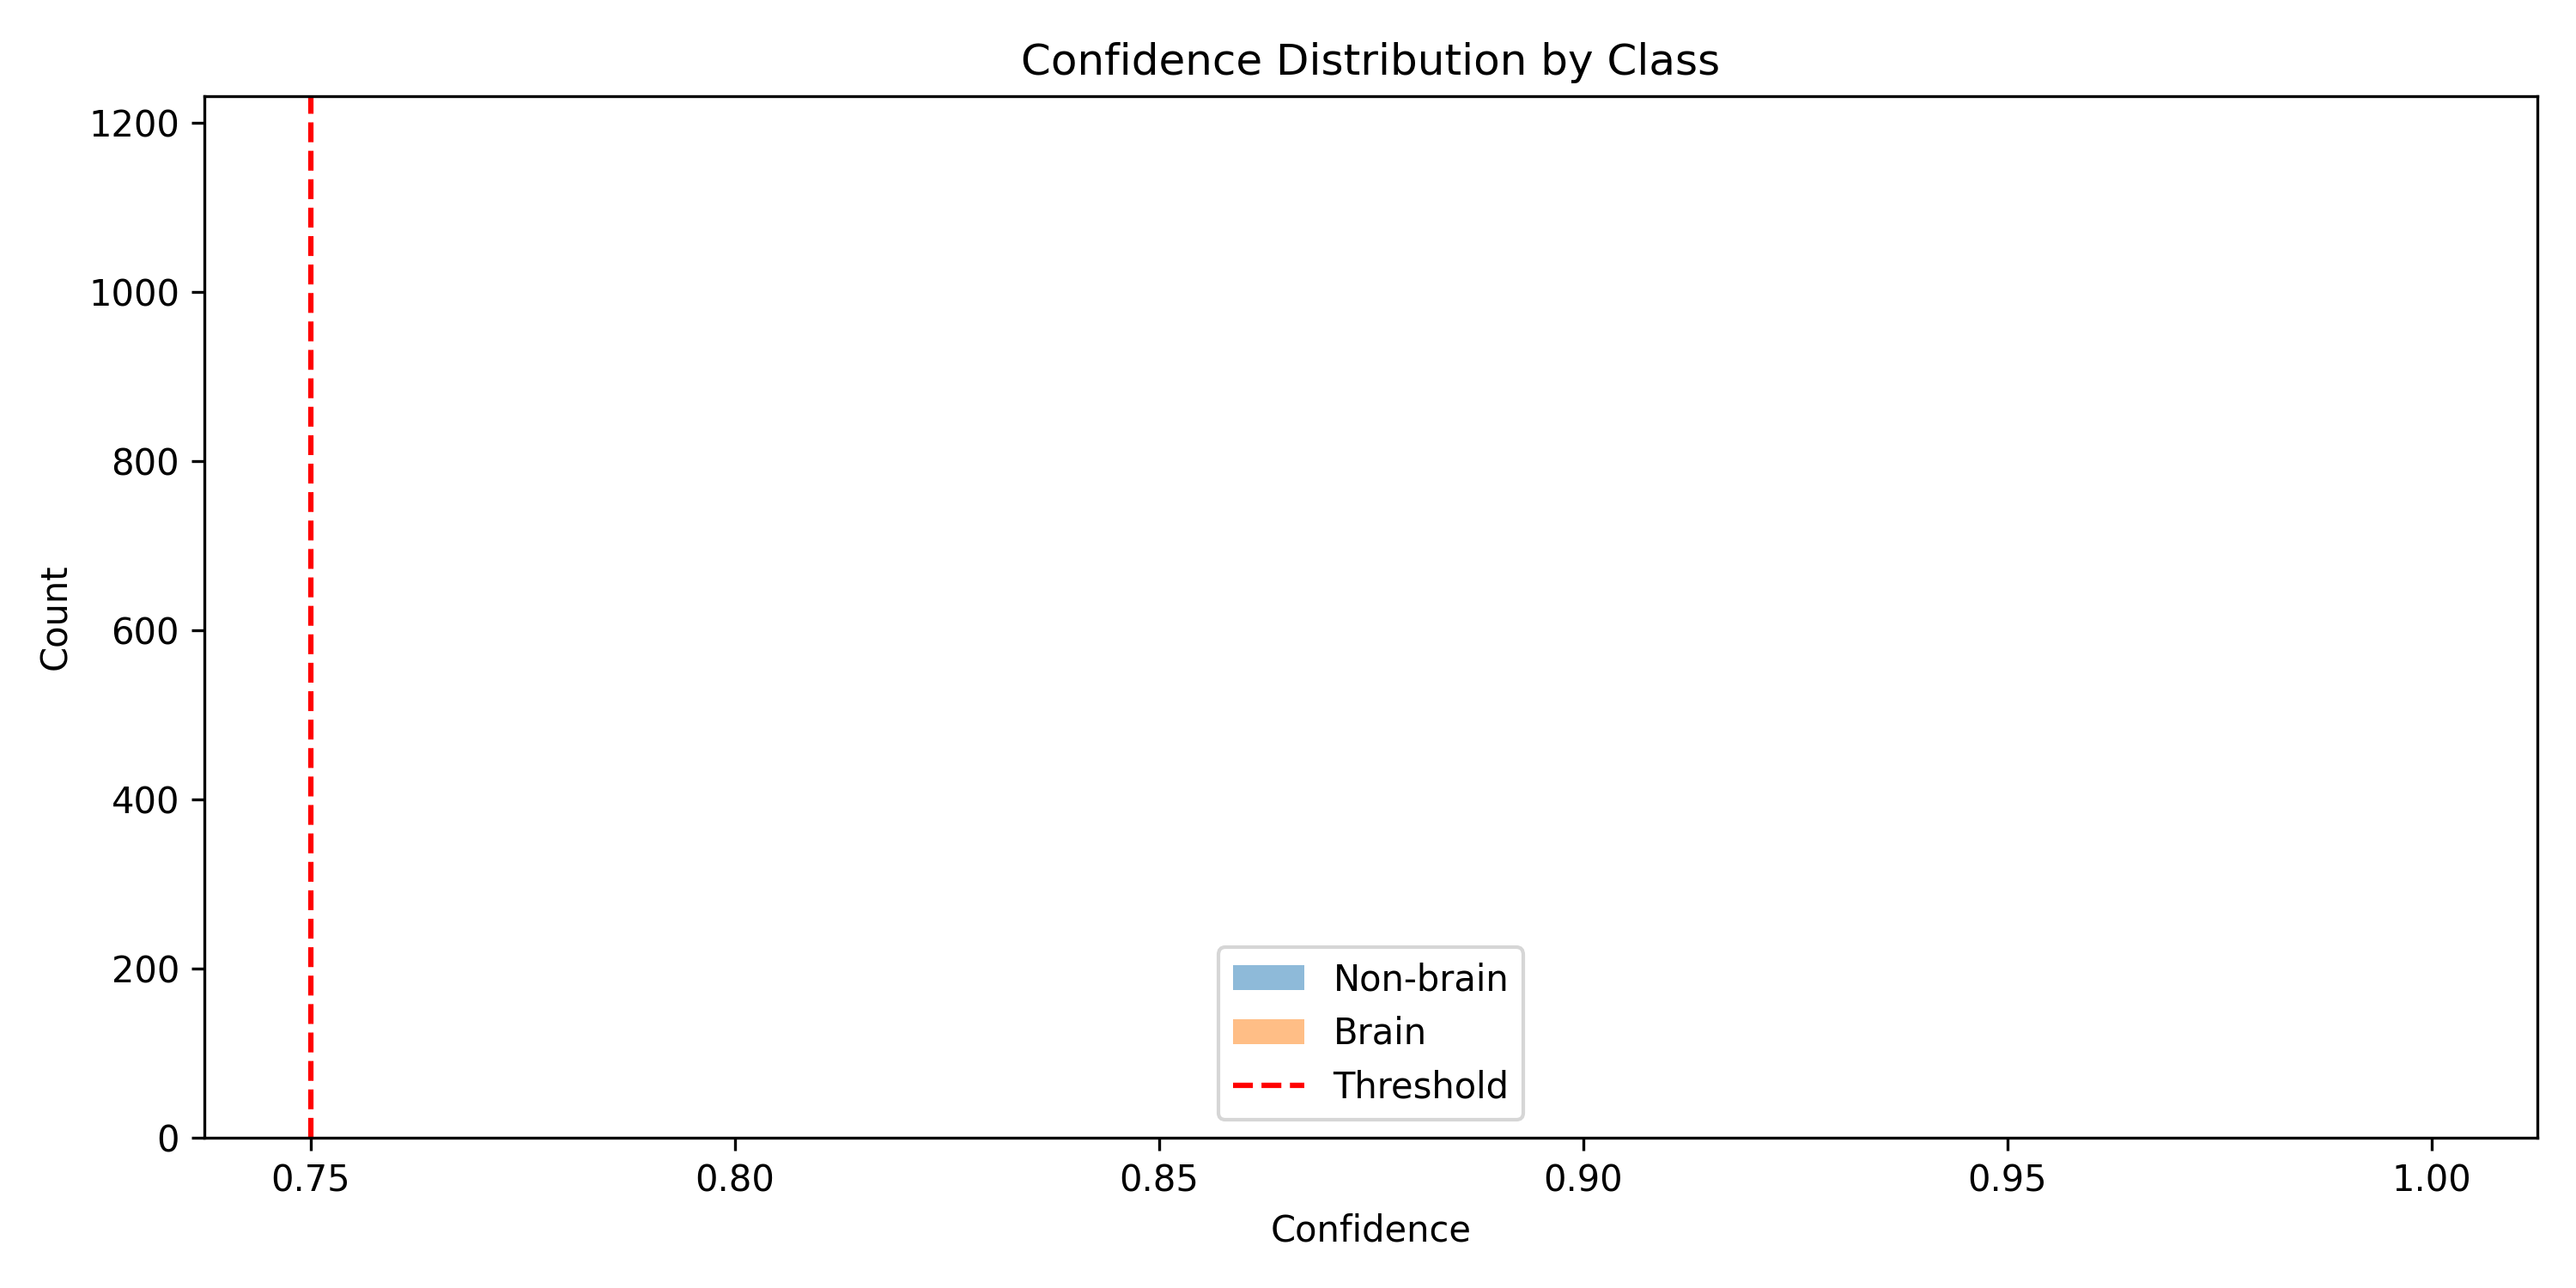 Confidence Distribution by Class
1200
1000
800
600
400
200
0
Count
Non-brain
Brain
Threshold
0.75 0.80 0.85 0.90 0.95 1.00
Confidence